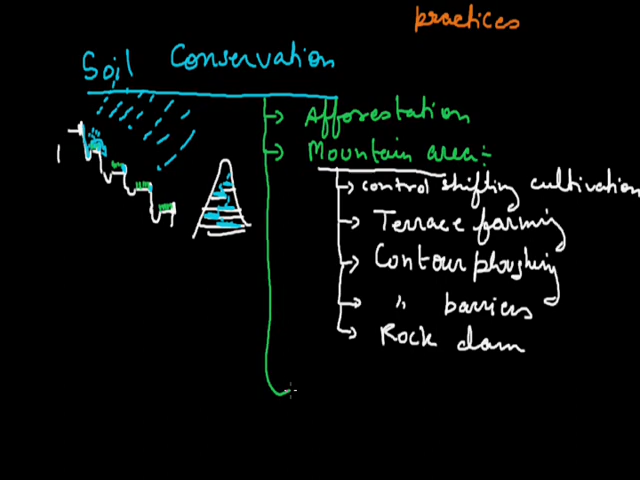 practices
Soil Conservation
Afforestation
Mountain area:-
control shifting cultivation
Terrace farming
Contour ploughing
" barriers
Rock dam